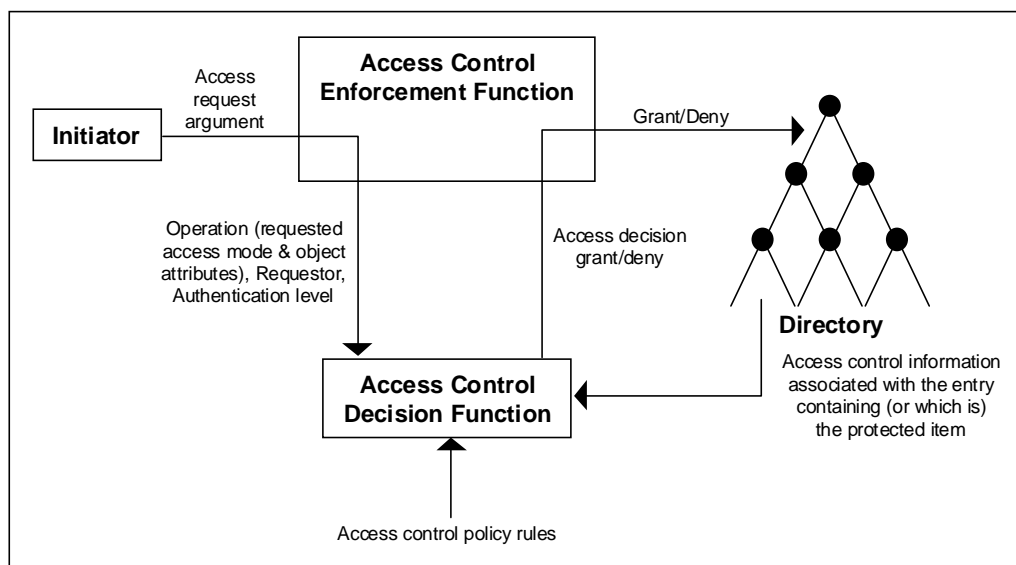 Access Control
Enforcement Function
Access
request
argument
Initiator
Grant/Deny
Operation (requested
access mode & object
attributes), Requestor,
Authentication level
Access decision
grant/deny
Directory
Access control information
associated with the entry
containing (or which is)
the protected item
Access Control
Decision Function
Access control policy rules